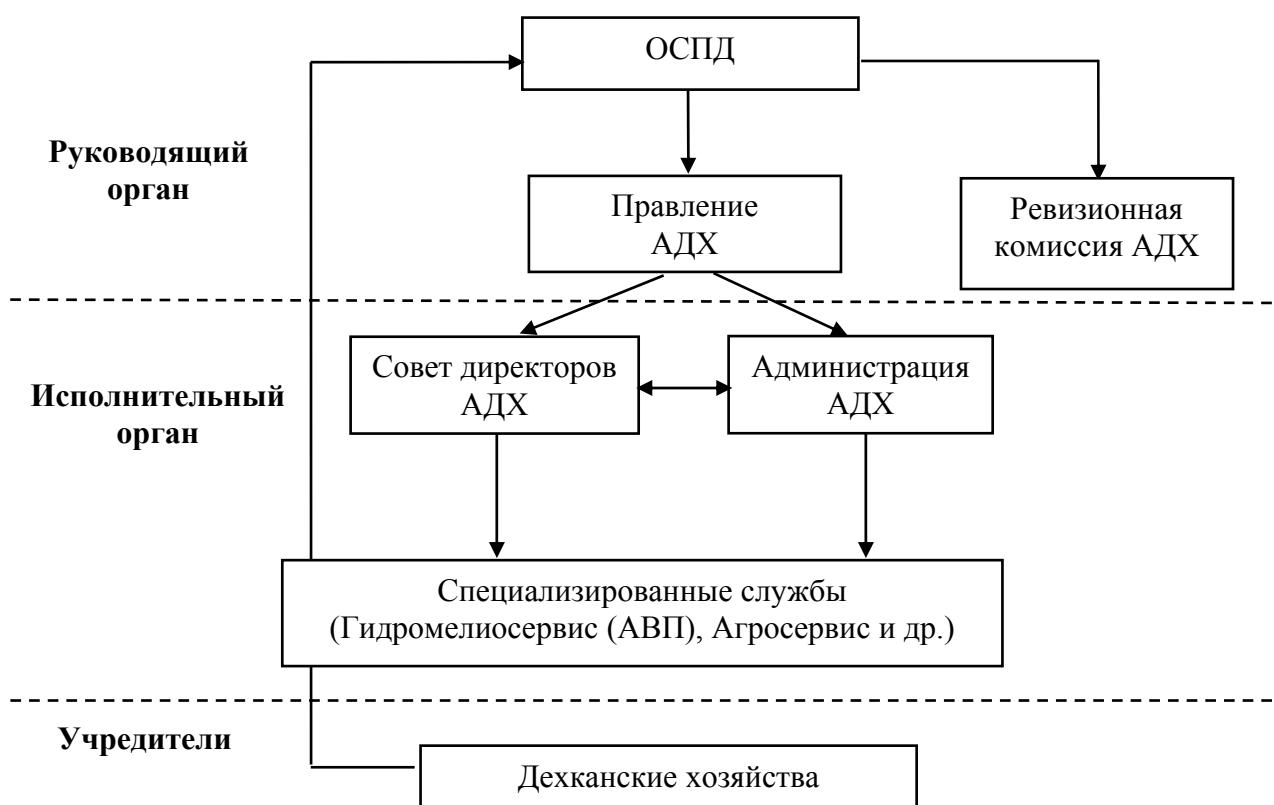 ОСПД
Руководящий
орган
Правление
АДХ
Ревизионная
комиссия АДХ
Исполнительный
орган
Совет директоров
АДХ
Администрация
АДХ
Специализированные службы
(Гидромелиосервис (АВП), Агросервис и др.)
Учредители
Дехканские хозяйства